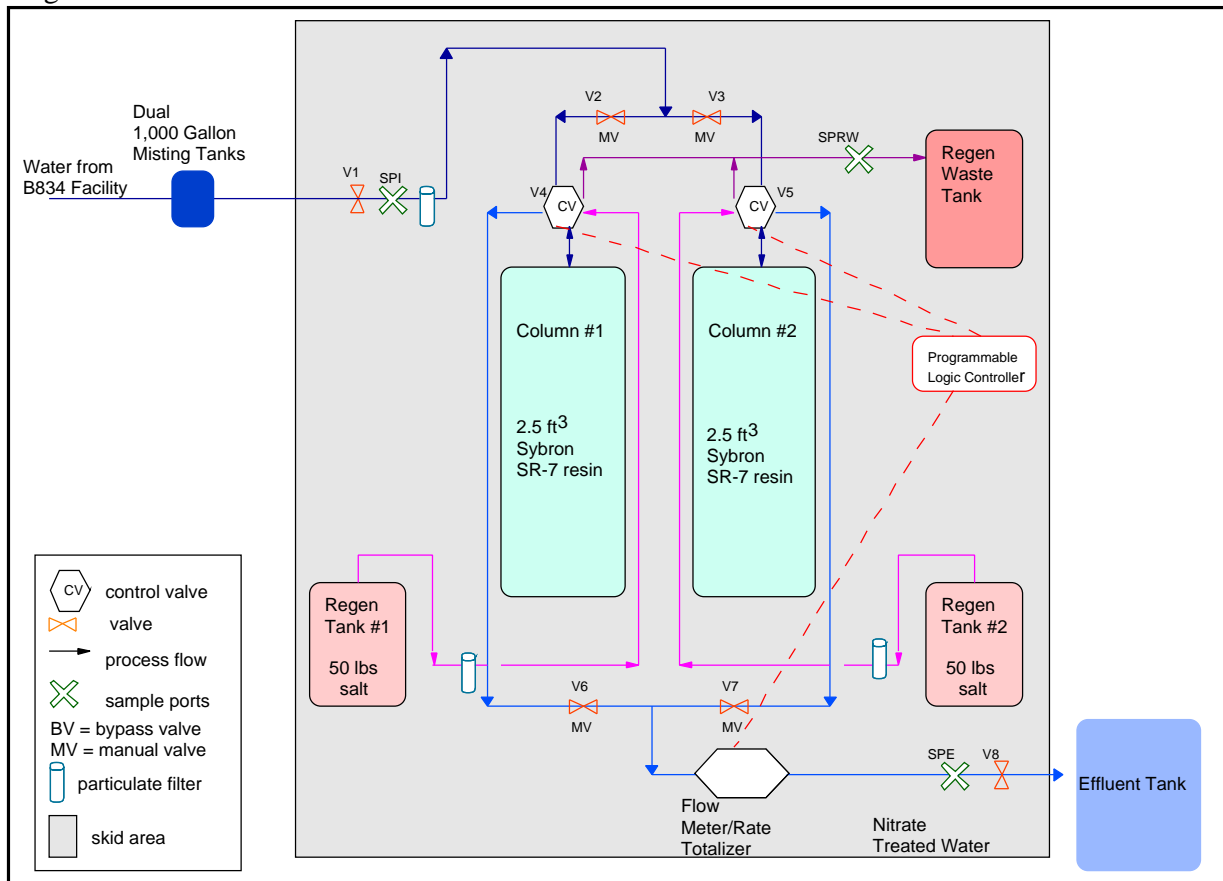 Dual
1,000 Gallon
Misting Tanks
Water from
B834 Facility
V1
SPI
V2
MV
V3
MV
V4
CV
CV
V5
SPRW
Regen
Waste
Tank
Column #1
2.5 ft3
Sybron
SR-7 resin
Column #2
2.5 ft3
Sybron
SR-7 resin
Programmable
Logic Controller
Regen
Tank #1
50 lbs
salt
Regen
Tank #2
50 lbs
salt
V6
MV
V7
MV
Flow
Meter/Rate
Totalizer
SPE
V8
Nitrate
Treated Water
Effluent Tank
CV
control valve
valve
process flow
sample ports
BV = bypass valve
MV = manual valve
particulate filter
skid area